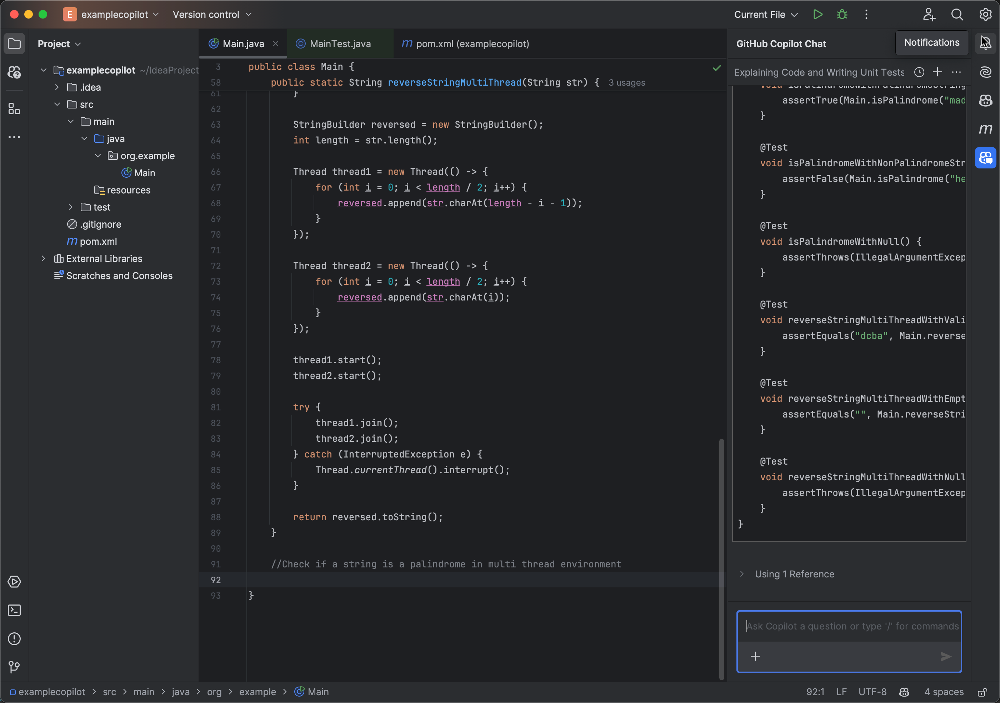 E examplecopilot Version control Current File
Project
Main.java MainTest.java pom.xml (examplecopilot)
GitHub Copilot Chat Notifications
Explaining Code and Writing Unit Tests
examplecopilot ~/IdeaProject
.idea
src
main
java
org.example
Main
resources
test
.gitignore
pom.xml
External Libraries
Scratches and Consoles
3 public class Main {
58 public static String reverseStringMultiThread(String str) { 3 usages
61 }
62
63 StringBuilder reversed = new StringBuilder();
64 int length = str.length();
65
66 Thread thread1 = new Thread(() -> {
67 for (int i = 0; i < length / 2; i++) {
68 reversed.append(str.charAt(length - i - 1));
69 }
70 });
71
72 Thread thread2 = new Thread(() -> {
73 for (int i = 0; i < length / 2; i++) {
74 reversed.append(str.charAt(i));
75 }
76 });
77
78 thread1.start();
79 thread2.start();
80
81 try {
82 thread1.join();
83 thread2.join();
84 } catch (InterruptedException e) {
85 Thread.currentThread().interrupt();
86 }
87
88 return reversed.toString();
89 }
90
91 //Check if a string is a palindrome in multi thread environment
92
93 }
void isPalindromeWithPalindromeString
assertTrue(Main.isPalindrome("mad
}
@Test
void isPalindromeWithNonPalindromeStr
assertFalse(Main.isPalindrome("he
}
@Test
void isPalindromeWithNull() {
assertThrows(IllegalArgumentExcep
}
@Test
void reverseStringMultiThreadWithVali
assertEquals("dcba", Main.reverse
}
@Test
void reverseStringMultiThreadWithEmpt
assertEquals("", Main.reverseStri
}
@Test
void reverseStringMultiThreadWithNull
assertThrows(IllegalArgumentExcep
}
}
Using 1 Reference
Ask Copilot a question or type '/' for commands
examplecopilot > src > main > java > org > example > Main
92:1 LF UTF-8 4 spaces